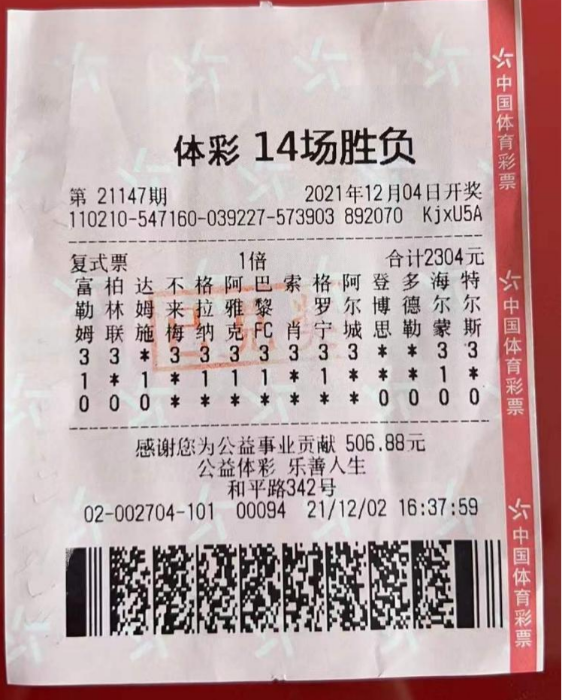 体彩 14场胜负
第 21147期 2021年12月04日开奖
110210-547160-039227-573903 892070 KjxU5A
复式票 1倍 合计2304元
富 柏 达 不 格 阿 巴 索 格 阿 登 多 海 特
勒 林 姆 来 拉 雅 黎 罗 尔 博 德 尔 尔
姆 联 施 梅 纳 克 FC 肖 宁 城 思 勒 蒙 斯
3 3 * 3 3 3 3 3 3 3 * * 3 3
1 * 1 * 1 1 1 * 1 * * * 1 *
0 0 0 * * * * * * * 0 0 0 0
已兑奖
感谢您为公益事业贡献 506.88元
公益体彩 乐善人生
和平路342号
02-002704-101 00094 21/12/02 16:37:59
中国体育彩票
中国体育彩票
中国体育彩票